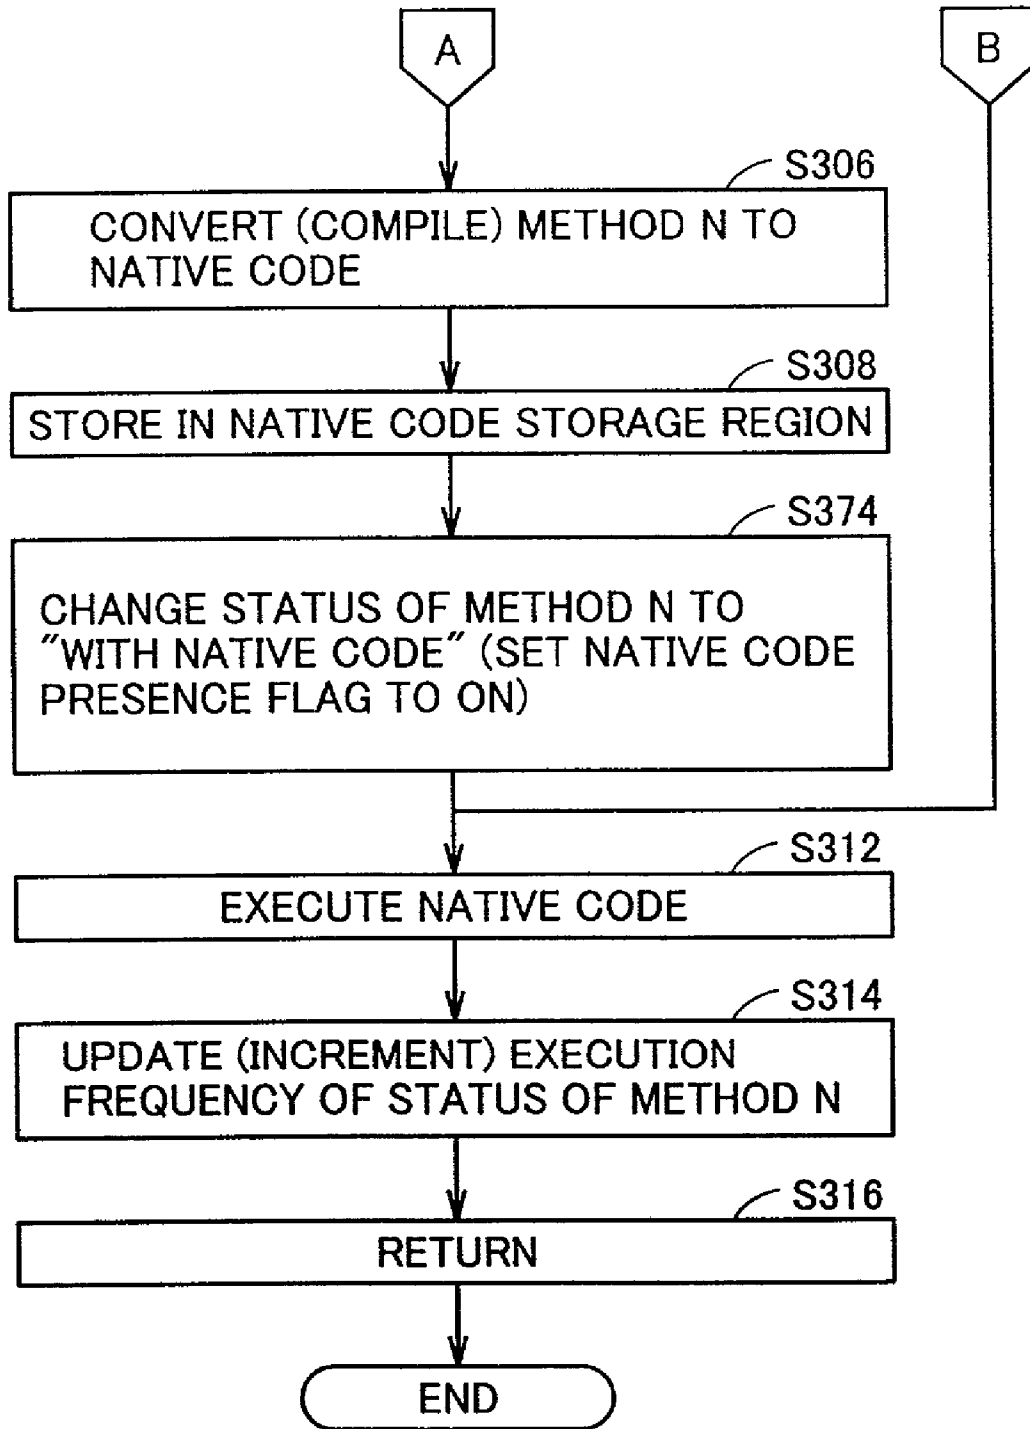 A
B
S306
CONVERT (COMPILE) METHOD N TO
NATIVE CODE
S308
STORE IN NATIVE CODE STORAGE REGION
S374
CHANGE STATUS OF METHOD N TO
"WITH NATIVE CODE" (SET NATIVE CODE
PRESENCE FLAG TO ON)
S312
EXECUTE NATIVE CODE
S314
UPDATE (INCREMENT) EXECUTION
FREQUENCY OF STATUS OF METHOD N
S316
RETURN
END